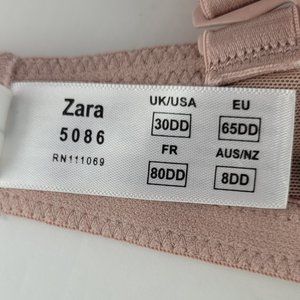 Zara
5086
RN111069
UK/USA EU
30DD 65DD
FR AUS/NZ
80DD 8DD